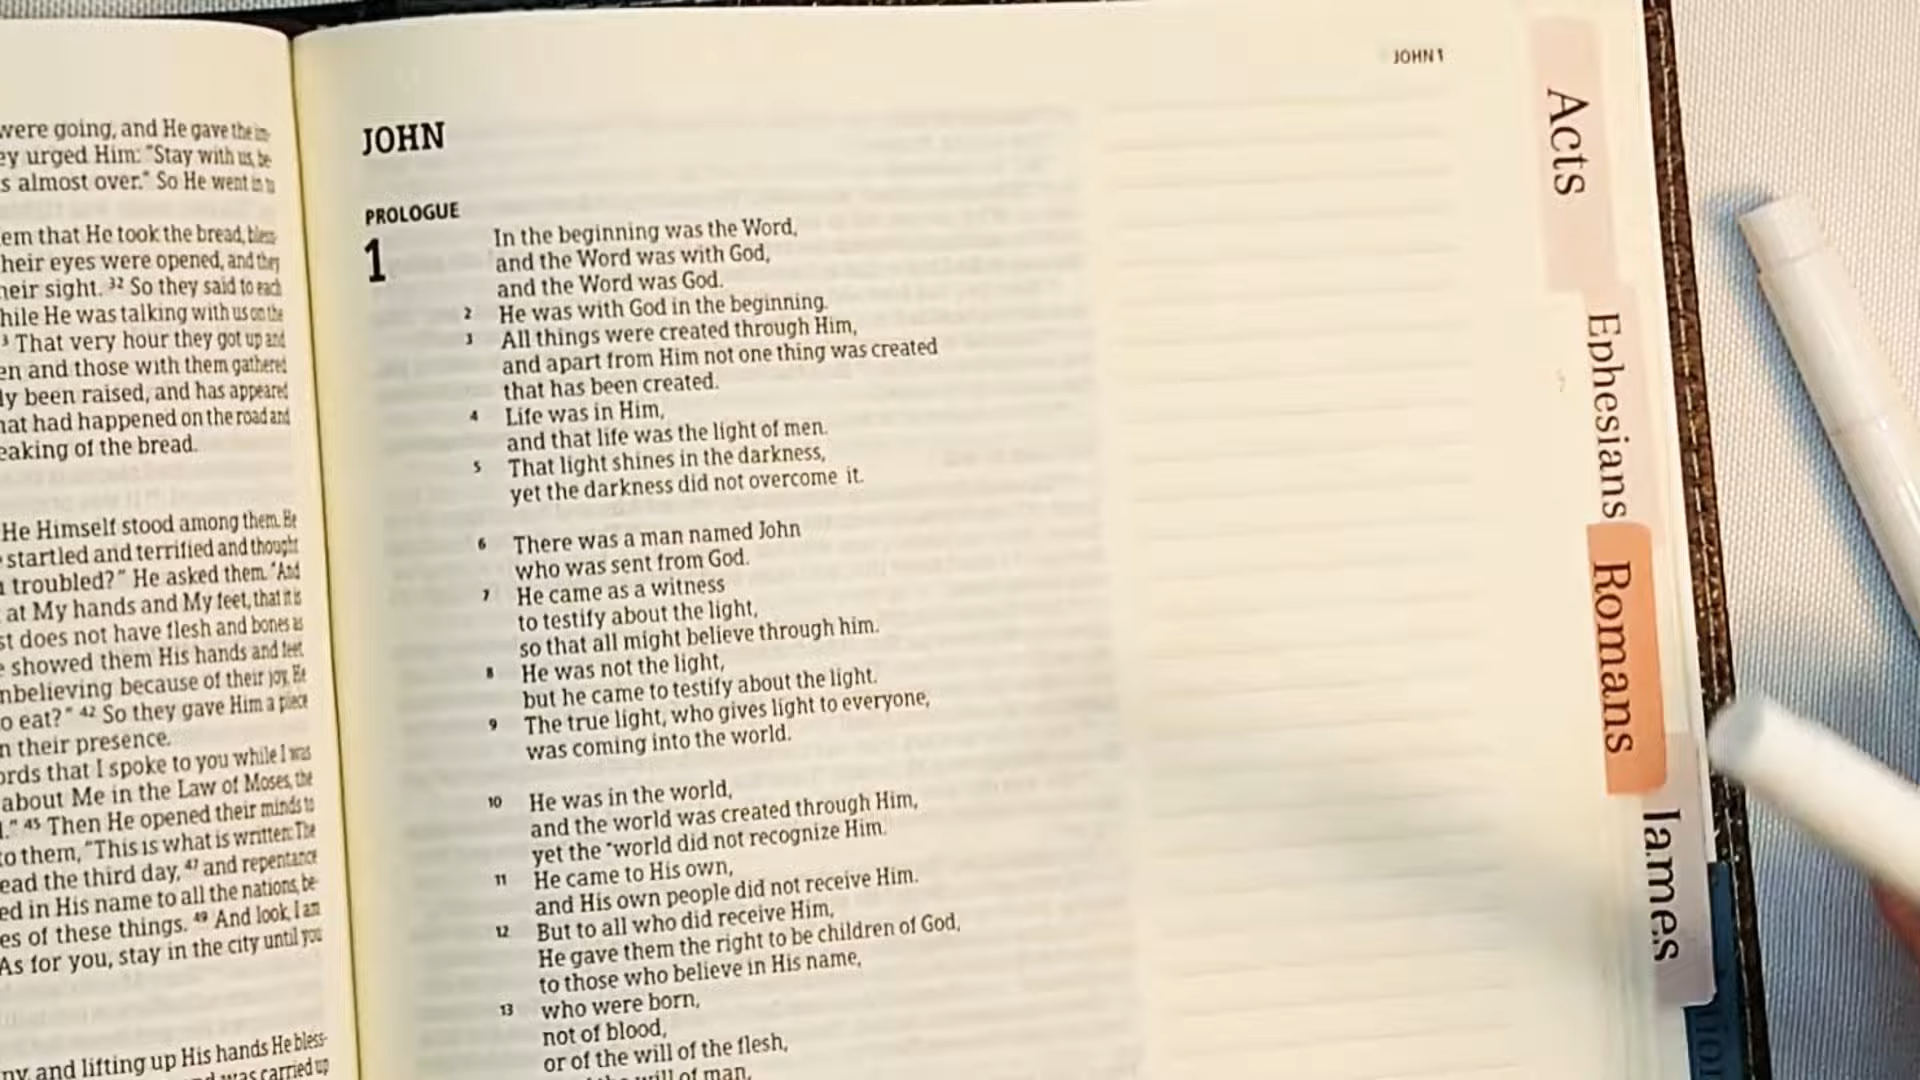 were going, and He gave the im-
ey urged Him: "Stay with us, be
s almost over." So He went in to
em that He took the bread, bless-
heir eyes were opened, and they
heir sight. 32 So they said to each
hile He was talking with us on the
3 That very hour they got up and
en and those with them gathered
ly been raised, and has appeared
hat had happened on the road and
eaking of the bread.
He Himself stood among them. He
startled and terrified and thought
troubled?" He asked them. "And
at My hands and My feet, that it is
st does not have flesh and bones as
e showed them His hands and feet.
nbelieving because of their joy. He
o eat?" 42 So they gave Him a piece
n their presence.
ords that I spoke to you while I was
about Me in the Law of Moses, the
." 45 Then He opened their minds to
to them, "This is what is written: The
ead the third day, 47 and repentance
ed in His name to all the nations, be-
es of these things. 49 And look, I am
As for you, stay in the city until you
ny, and lifting up His hands He bless-
was carried up
JOHN 1
JOHN
PROLOGUE
1 In the beginning was the Word,
and the Word was with God,
and the Word was God.
2 He was with God in the beginning.
3 All things were created through Him,
and apart from Him not one thing was created
that has been created.
4 Life was in Him,
and that life was the light of men.
5 That light shines in the darkness,
yet the darkness did not overcome it.
6 There was a man named John
who was sent from God.
7 He came as a witness
to testify about the light,
so that all might believe through him.
8 He was not the light,
but he came to testify about the light.
9 The true light, who gives light to everyone,
was coming into the world.
10 He was in the world,
and the world was created through Him,
yet the *world did not recognize Him.
11 He came to His own,
and His own people did not receive Him.
12 But to all who did receive Him,
He gave them the right to be children of God,
to those who believe in His name,
13 who were born,
not of blood,
or of the will of the flesh,
will of man,
Acts
Ephesians
Romans
James